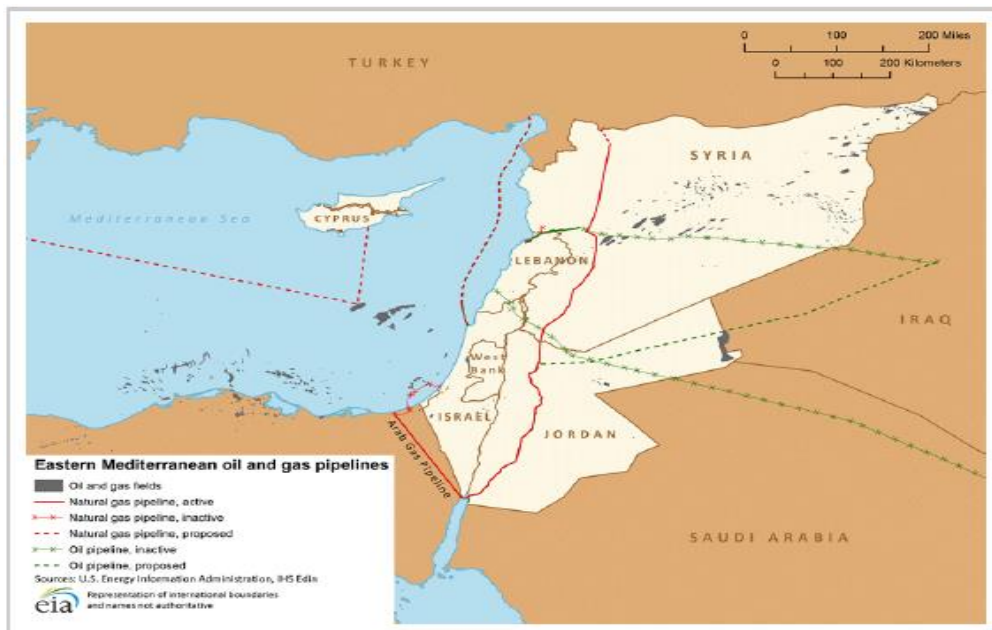 0 100 200 Miles
0 100 200 Kilometers
TURKEY
SYRIA
Mediterranean Sea
CYPRUS
LEBANON
IRAQ
West
Bank
ISRAEL
JORDAN
Arab Gas Pipeline
SAUDI ARABIA
Eastern Mediterranean oil and gas pipelines
Oil and gas fields
Natural gas pipeline, active
Natural gas pipeline, inactive
Natural gas pipeline, proposed
Oil pipeline, inactive
Oil pipeline, proposed
Sources: U.S. Energy Information Administration, IHS Edin
eia
Representation of international boundaries
and names not authoritative